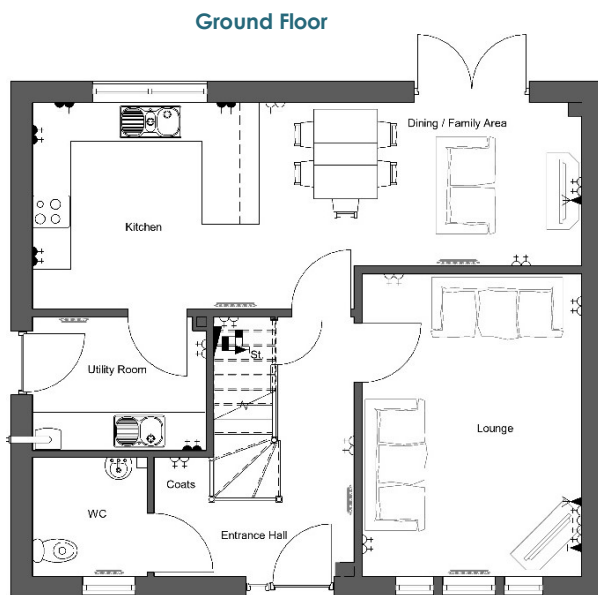 Ground Floor
Dining / Family Area
Kitchen
St.
Utility Room
Lounge
Coats
WC
Entrance Hall